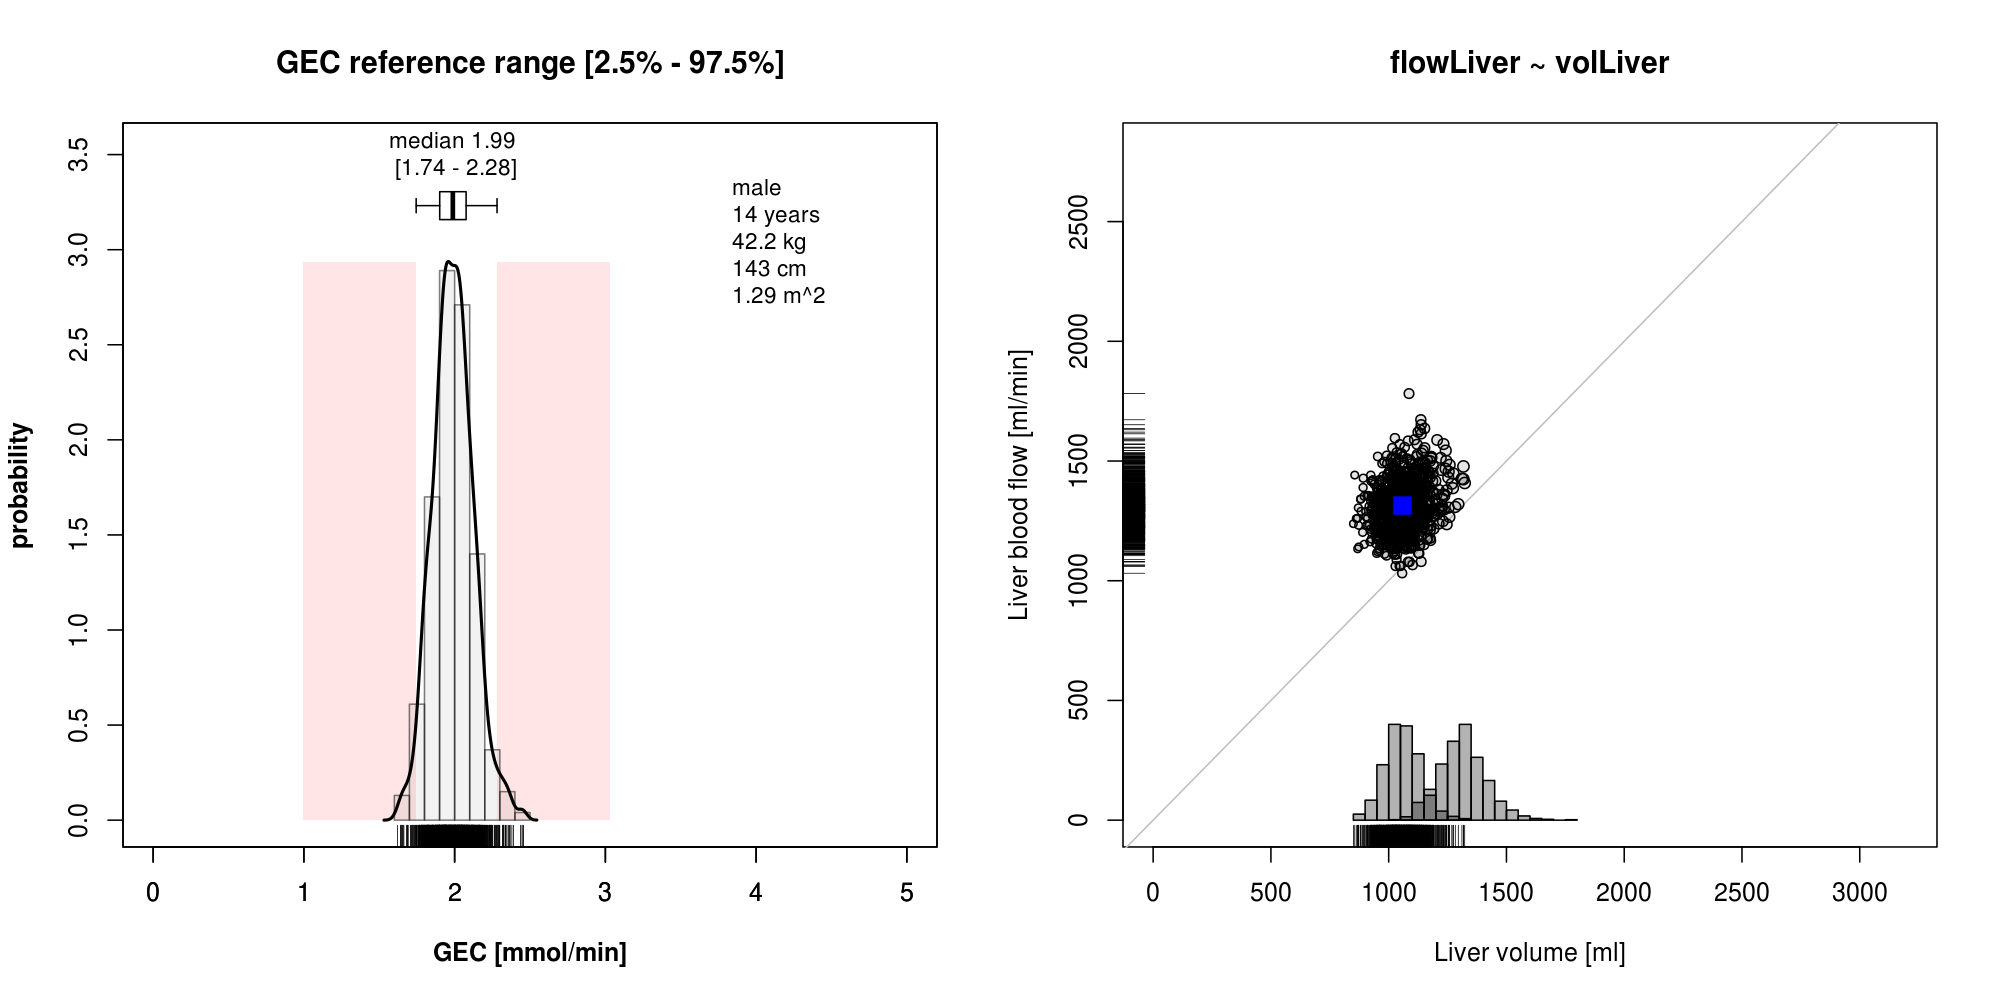 GEC reference range [2.5% - 97.5%]
median 1.99
[1.74 - 2.28]
male
14 years
42.2 kg
143 cm
1.29 m^2
probability
3.5
3.0
2.5
2.0
1.5
1.0
0.5
0.0
0 1 2 3 4 5
GEC [mmol/min]
flowLiver ~ volLiver
Liver blood flow [ml/min]
2500
2000
1500
1000
500
0
0 500 1000 1500 2000 2500 3000
Liver volume [ml]